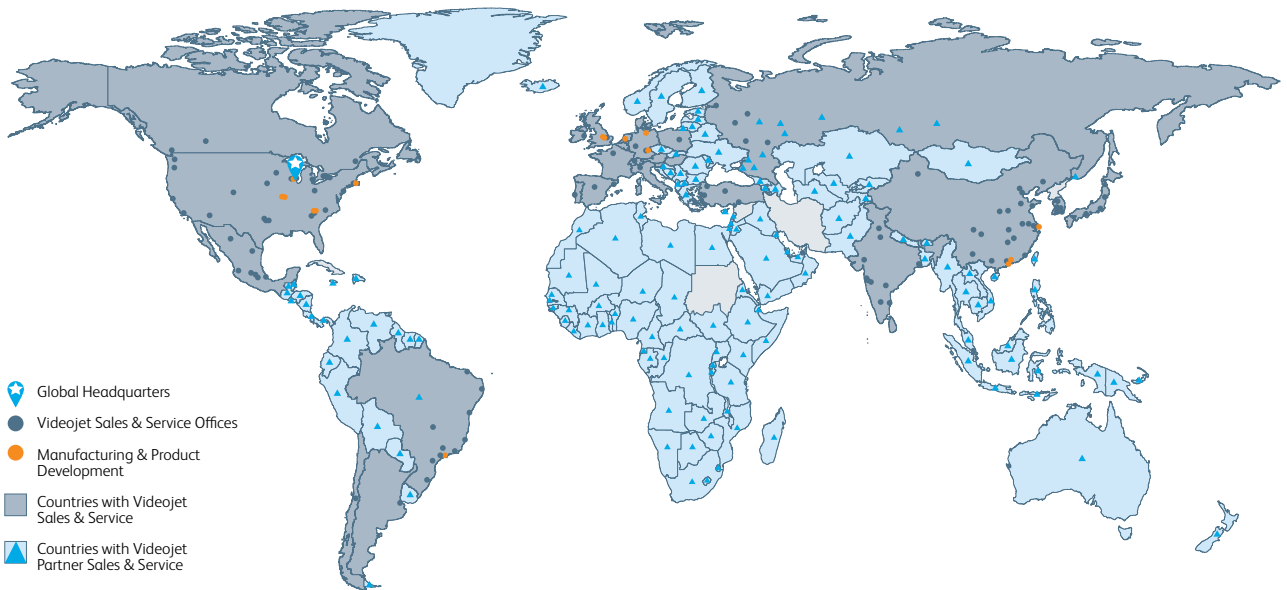 Global Headquarters
Videojet Sales & Service Offices
Manufacturing & Product
Development
Countries with Videojet
Sales & Service
Countries with Videojet
Partner Sales & Service